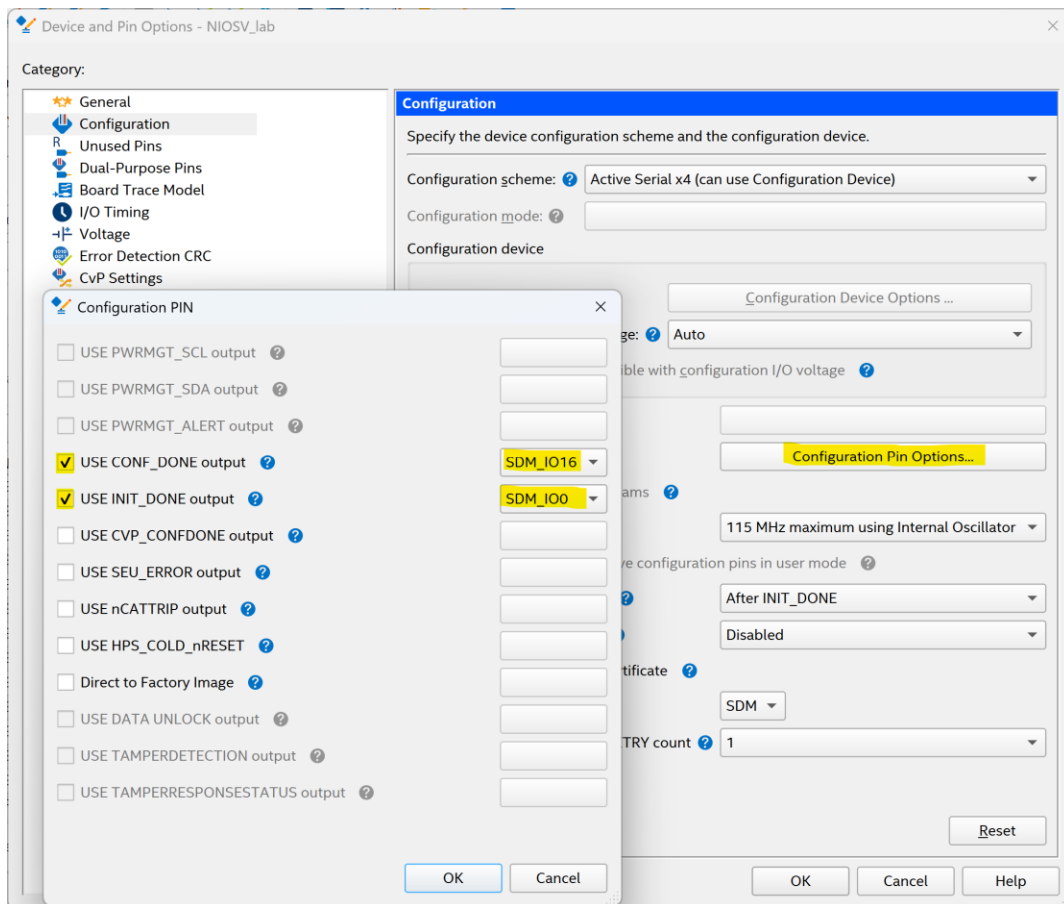 Device and Pin Options - NIOSV_lab
Category:
General
Configuration
Unused Pins
Dual-Purpose Pins
Board Trace Model
I/O Timing
Voltage
Error Detection CRC
CvP Settings
Configuration
Specify the device configuration scheme and the configuration device.
Configuration scheme: Active Serial x4 (can use Configuration Device)
Configuration mode:
Configuration device
Configuration Device Options ...
ge: Auto
ible with configuration I/O voltage
Configuration Pin Options...
ams
115 MHz maximum using Internal Oscillator
ve configuration pins in user mode
After INIT_DONE
Disabled
rtificate
SDM
TRY count 1
Reset
OK Cancel Help
Configuration PIN
USE PWRMGT_SCL output
USE PWRMGT_SDA output
USE PWRMGT_ALERT output
USE CONF_DONE output SDM_IO16
USE INIT_DONE output SDM_IO0
USE CVP_CONFDONE output
USE SEU_ERROR output
USE nCATTRIP output
USE HPS_COLD_nRESET
Direct to Factory Image
USE DATA UNLOCK output
USE TAMPERDETECTION output
USE TAMPERRESPONSESTATUS output
OK Cancel